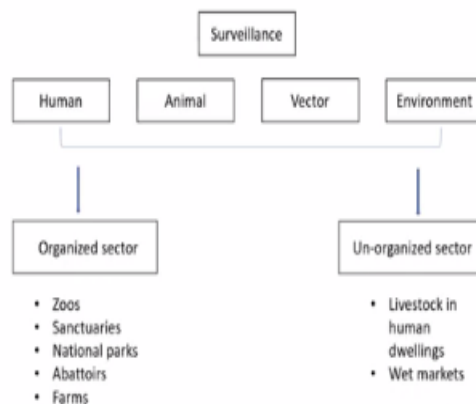 Surveillance
Human
Animal
Vector
Environment
Organized sector
Un-organized sector
• Zoos
• Sanctuaries
• National parks
• Abattoirs
• Farms
• Livestock in
human
dwellings
• Wet markets